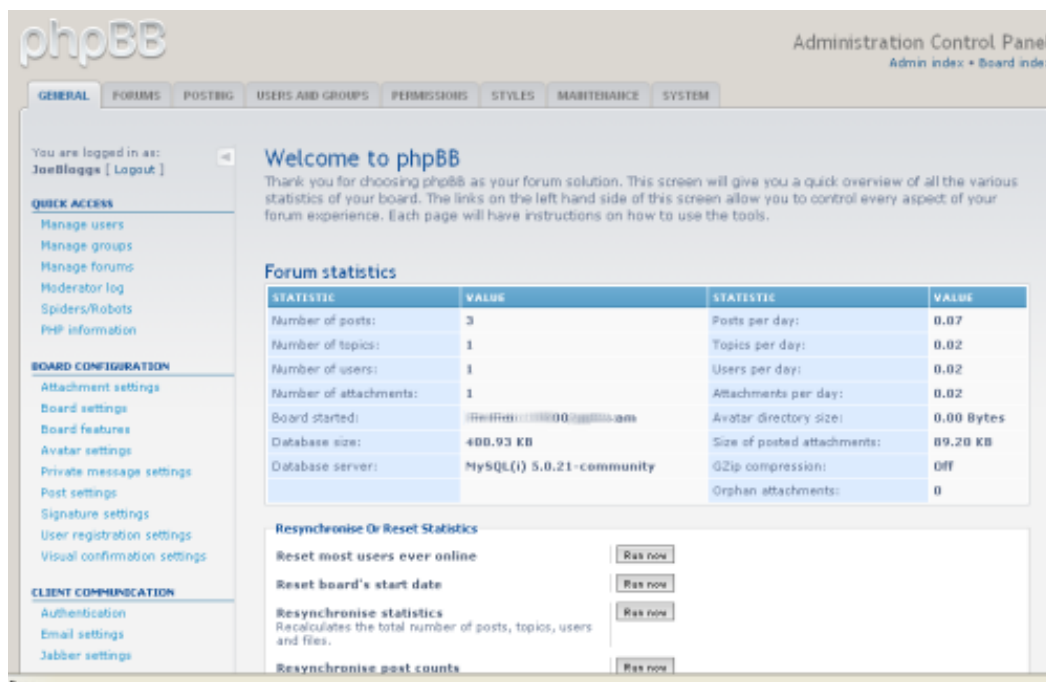 phpBB
Administration Control Pane
Admin index • Board inde
GENERAL FORUMS POSTING USERS AND GROUPS PERMISSIONS STYLES MAINTENANCE SYSTEM
You are logged in as:
JoeBloggs [ Logout ]
QUICK ACCESS
Manage users
Manage groups
Manage forums
Moderator log
Spiders/Robots
PHP information
BOARD CONFIGURATION
Attachment settings
Board settings
Board features
Avatar settings
Private message settings
Post settings
Signature settings
User registration settings
Visual confirmation settings
CLIENT COMMUNICATION
Authentication
Email settings
Jabber settings
Welcome to phpBB
Thank you for choosing phpBB as your forum solution. This screen will give you a quick overview of all the various
statistics of your board. The links on the left hand side of this screen allow you to control every aspect of your
forum experience. Each page will have instructions on how to use the tools.
Forum statistics
STATISTIC VALUE STATISTIC VALUE
Number of posts: 3 Posts per day: 0.07
Number of topics: 1 Topics per day: 0.02
Number of users: 1 Users per day: 0.02
Number of attachments: 1 Attachments per day: 0.02
Board started: am Avatar directory size: 0.00 Bytes
Database size: 400.93 KB Size of posted attachments: 89.20 KB
Database server: MySQL(i) 5.0.21-community GZip compression: Off
Orphan attachments: 0
Resynchronise Or Reset Statistics
Reset most users ever online Run now
Reset board's start date Run now
Resynchronise statistics Run now
Recalculates the total number of posts, topics, users
and files.
Resynchronise post counts Run now